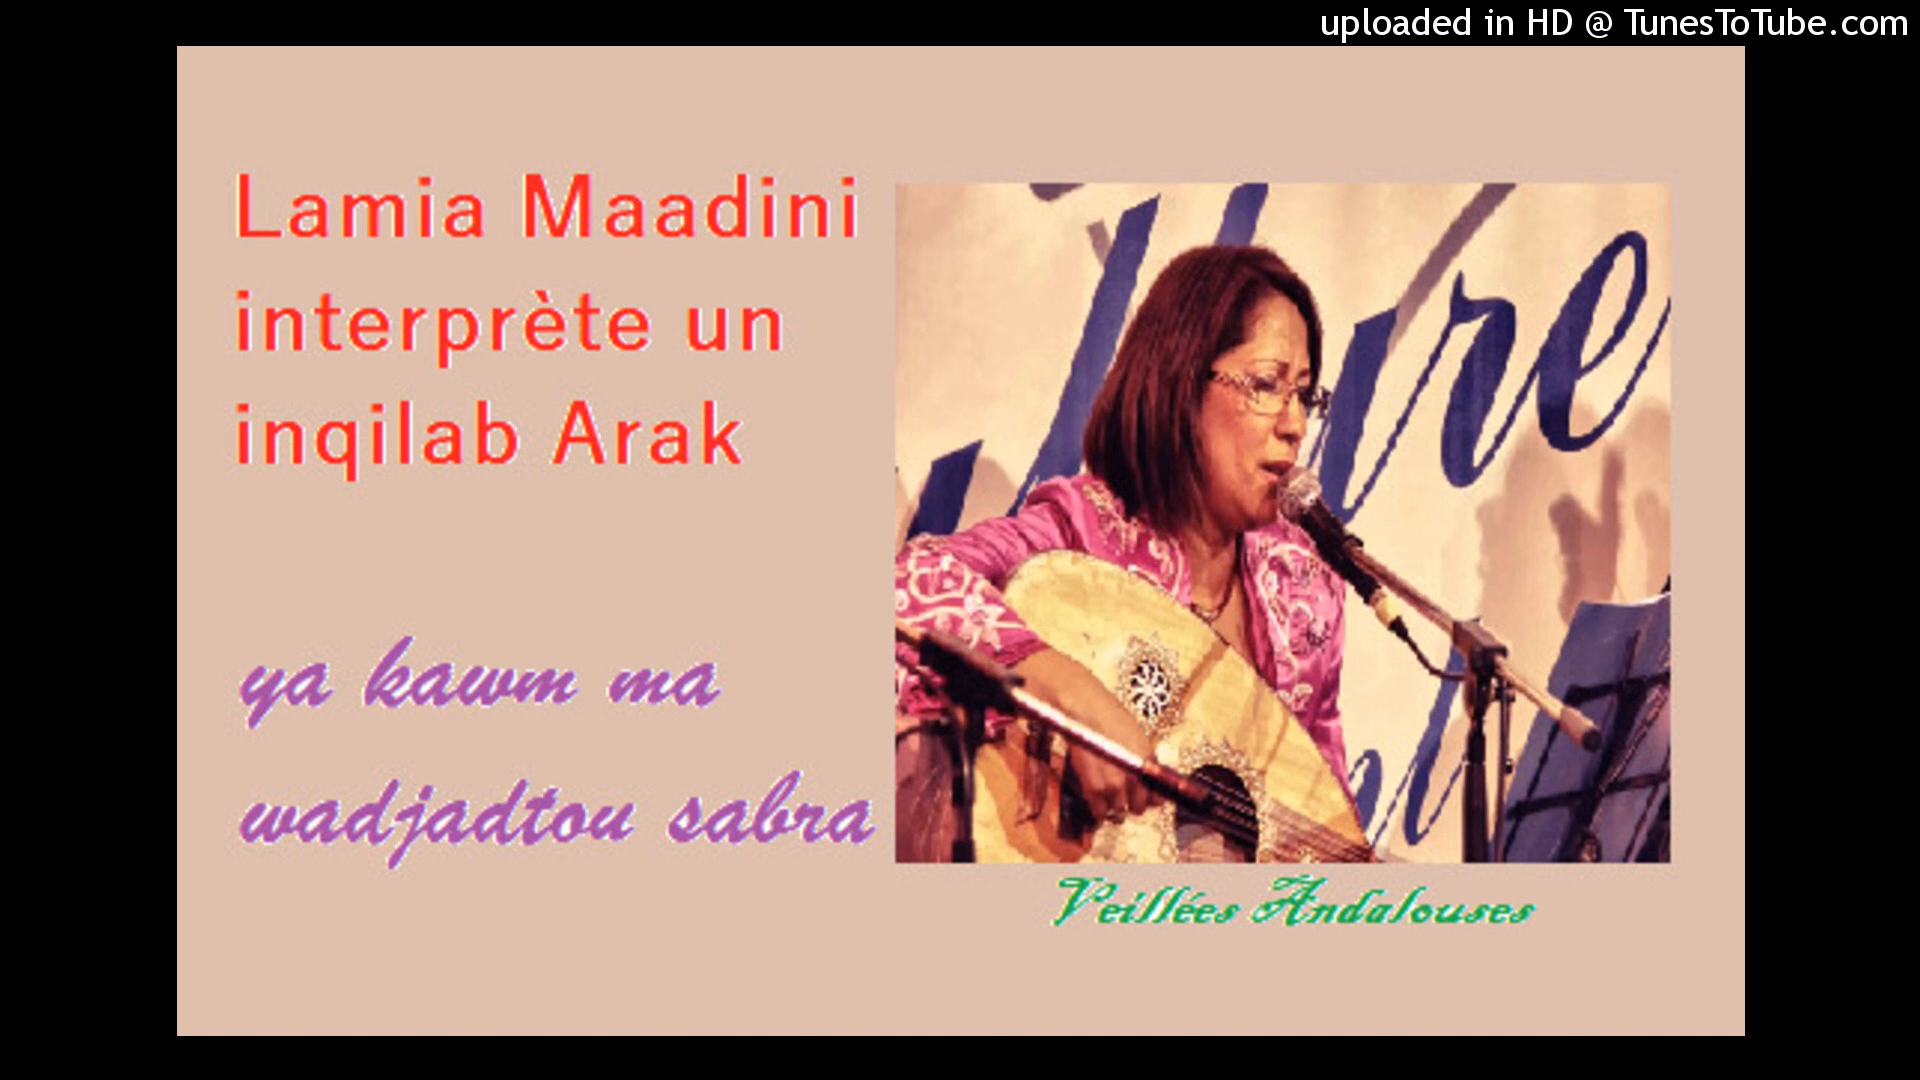 uploaded in HD @ TunesToTube.com
Lamia Maadini
interprète un
inqilab Arak
ya kawm ma
wadjadtou sabra
Veillées Andalouses